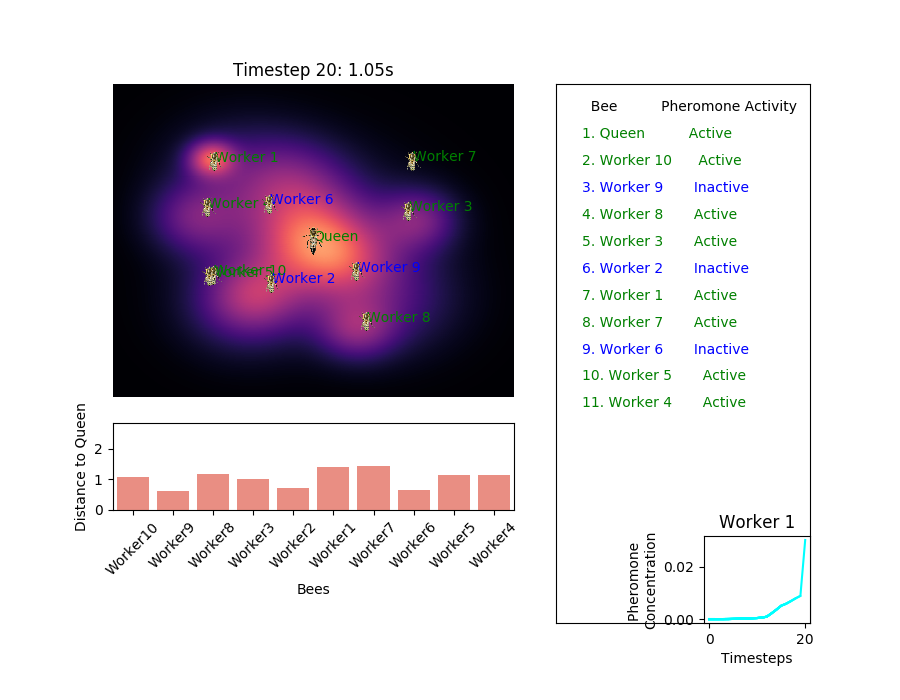 Timestep 20: 1.05s
Worker 1
Worker 7
Worker 6
Worker
Worker 3
Queen
Worker 9
Worker 10
Worker 2
Worker 8
Distance to Queen
2
1
0
Worker10
Worker9
Worker8
Worker3
Worker2
Worker1
Worker7
Worker6
Worker5
Worker4
Bees
Bee Pheromone Activity
1. Queen Active
2. Worker 10 Active
3. Worker 9 Inactive
4. Worker 8 Active
5. Worker 3 Active
6. Worker 2 Inactive
7. Worker 1 Active
8. Worker 7 Active
9. Worker 6 Inactive
10. Worker 5 Active
11. Worker 4 Active
Worker 1
Pheromone
Concentration
0.02
0.00
0
20
Timesteps